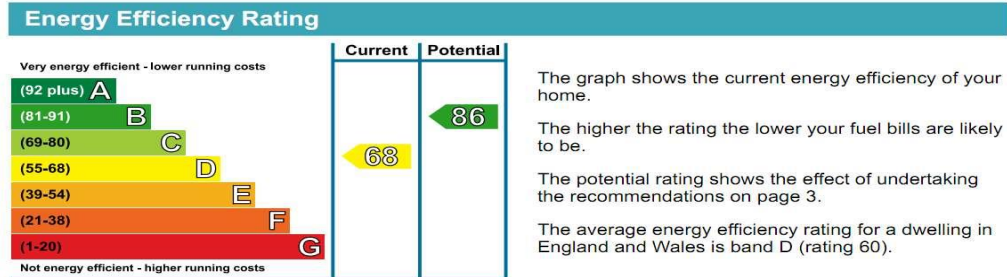 Energy Efficiency Rating
Current Potential
Very energy efficient - lower running costs
(92 plus) A
(81-91) B
(69-80) C
(55-68) D
(39-54) E
(21-38) F
(1-20) G
Not energy efficient - higher running costs
68
86
The graph shows the current energy efficiency of your
home.
The higher the rating the lower your fuel bills are likely
to be.
The potential rating shows the effect of undertaking
the recommendations on page 3.
The average energy efficiency rating for a dwelling in
England and Wales is band D (rating 60).